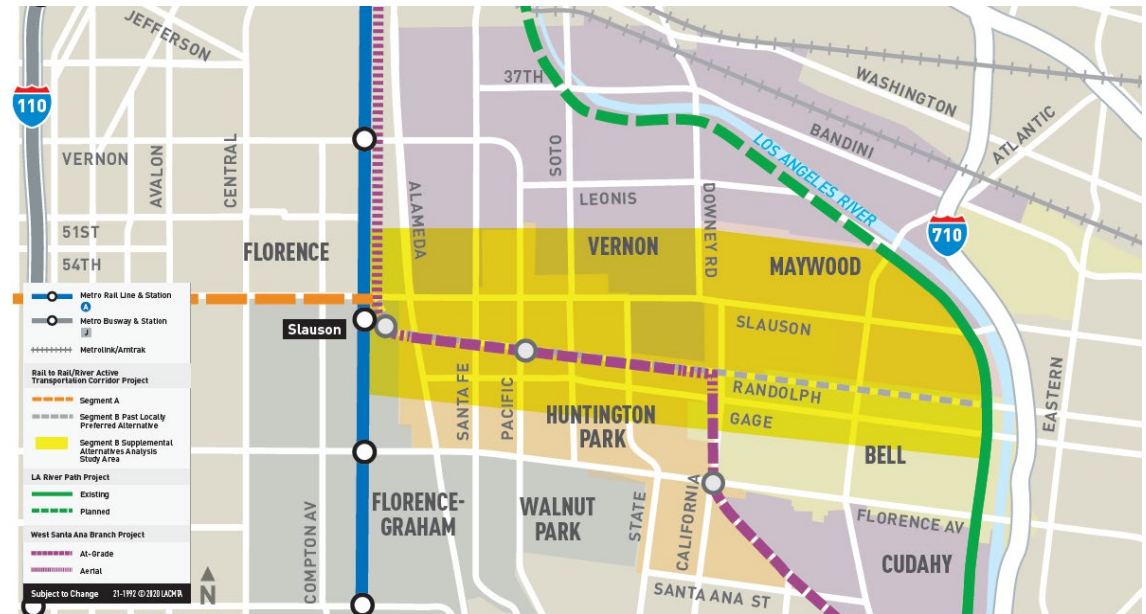 JEFFERSON
110
37TH
WASHINGTON
ATLANTIC
BANDINI
VERNON
AVALON
CENTRAL
SOTO
LOS ANGELES RIVER
ALAMEDA
LEONIS
DOWNEY RD
51ST
54TH
FLORENCE
VERNON
MAYWOOD
710
Slauson
SLAUSON
SANTA FE
PACIFIC
RANDOLPH
GAGE
EASTERN
HUNTINGTON
PARK
BELL
COMPTON AV
FLORENCE-
GRAHAM
WALNUT
PARK
STATE
CALIFORNIA
FLORENCE AV
CUDAHY
SANTA ANA ST
Metro Rail Line & Station
A
Metro Busway & Station
J
Metrolink/Amtrak
Rail to Rail/River Active
Transportation Corridor Project
Segment A
Segment B Past Locally
Preferred Alternative
Segment B Supplemental
Alternatives Analysis
Study Area
LA River Path Project
Existing
Planned
West Santa Ana Branch Project
At-Grade
Aerial
Subject to Change 21-1992 ©2020 LACMTA
N